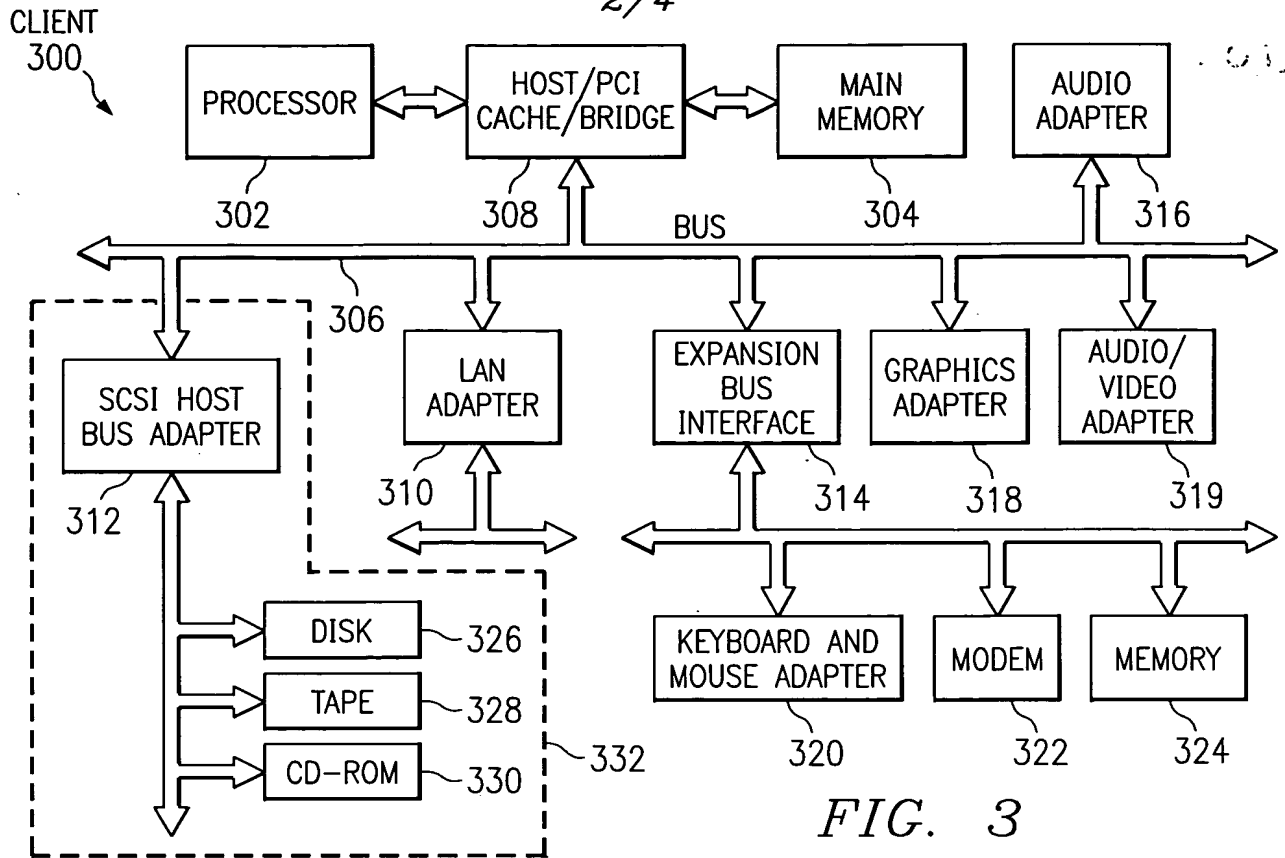 2/4
CLIENT
300
PROCESSOR
302
HOST/PCI
CACHE/BRIDGE
308
MAIN
MEMORY
304
AUDIO
ADAPTER
316
BUS
306
SCSI HOST
BUS ADAPTER
312
LAN
ADAPTER
310
EXPANSION
BUS
INTERFACE
314
GRAPHICS
ADAPTER
318
AUDIO/
VIDEO
ADAPTER
319
DISK
326
TAPE
328
CD-ROM
330
332
KEYBOARD AND
MOUSE ADAPTER
320
MODEM
322
MEMORY
324
FIG. 3